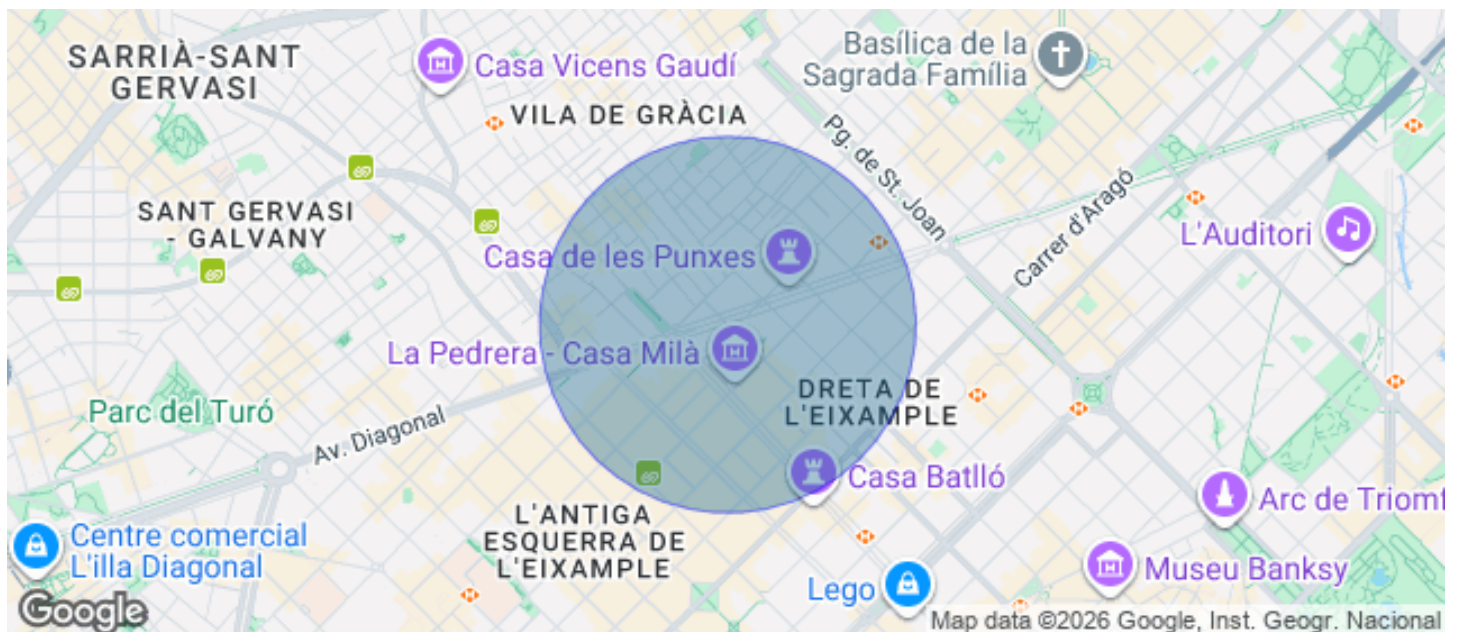 SARRIÀ-SANT
GERVASI
Casa Vicens Gaudí
Basílica de la
Sagrada Família
VILA DE GRÀCIA
Pg. de St. Joan
Carrer d'Aragó
SANT GERVASI
- GALVANY
L'Auditori
Casa de les Punxes
La Pedrera - Casa Milà
DRETA DE
L'EIXAMPLE
Parc del Turó
Av. Diagonal
Casa Batlló
Arc de Triomf
L'ANTIGA
ESQUERRA DE
L'EIXAMPLE
Centre comercial
L'illa Diagonal
Museu Banksy
Lego
Google
Map data ©2026 Google, Inst. Geogr. Nacional